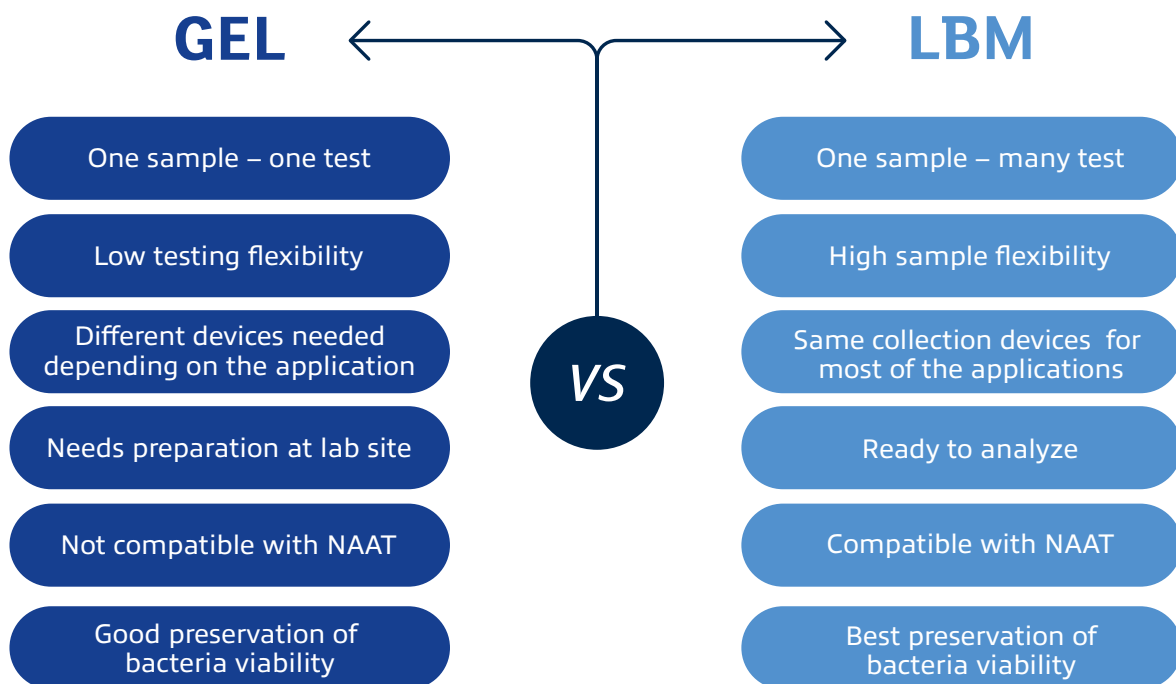 GEL
LBM
One sample – one test
One sample – many test
Low testing flexibility
High sample flexibility
Different devices needed
depending on the application
Same collection devices for
most of the applications
VS
Needs preparation at lab site
Ready to analyze
Not compatible with NAAT
Compatible with NAAT
Good preservation of
bacteria viability
Best preservation of
bacteria viability